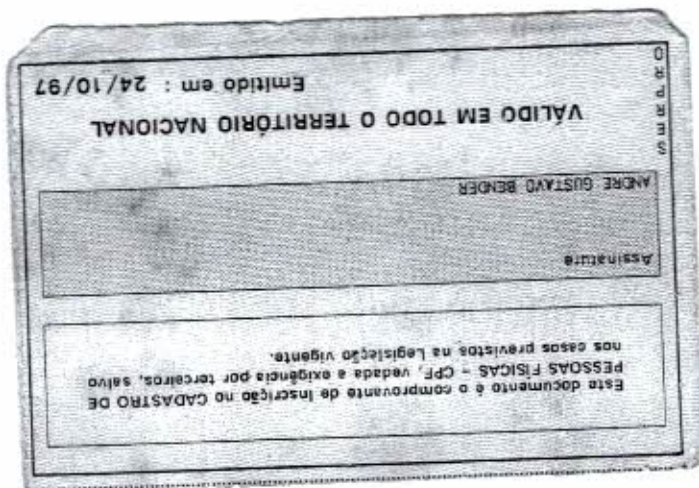 Este documento é o comprovante de inscrição no CADASTRO DE
PESSOAS FISICAS - CPF, vedada a exigência por terceiros, salvo
nos casos previstos na Legislação vigente.
Assinatura
ANDRE GUSTAVO BENDER
VÁLIDO EM TODO O TERRITÓRIO NACIONAL
Emitido em : 24/10/97
SERPRO